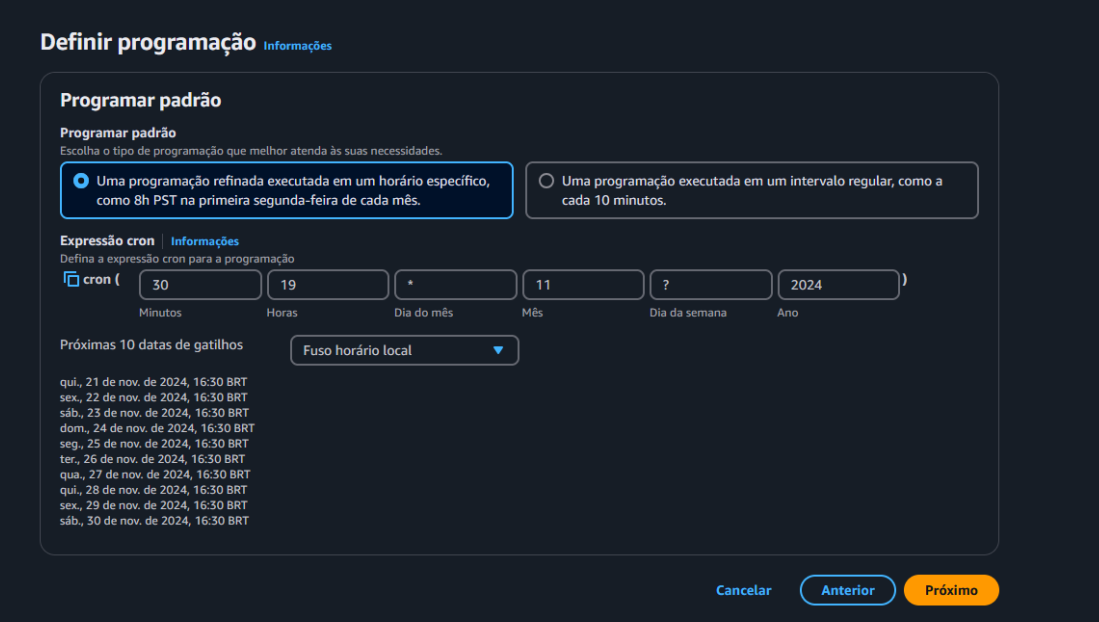 Definir programação Informações
Programar padrão
Programar padrão
Escolha o tipo de programação que melhor atenda às suas necessidades.
Uma programação refinada executada em um horário específico,
como 8h PST na primeira segunda-feira de cada mês.
Uma programação executada em um intervalo regular, como a
cada 10 minutos.
Expressão cron Informações
Defina a expressão cron para a programação
cron ( 30 19 * 11 ? 2024 )
Minutos Horas Dia do mês Mês Dia da semana Ano
Próximas 10 datas de gatilhos Fuso horário local
qui., 21 de nov. de 2024, 16:30 BRT
sex., 22 de nov. de 2024, 16:30 BRT
sáb., 23 de nov. de 2024, 16:30 BRT
dom., 24 de nov. de 2024, 16:30 BRT
seg., 25 de nov. de 2024, 16:30 BRT
ter., 26 de nov. de 2024, 16:30 BRT
qua., 27 de nov. de 2024, 16:30 BRT
qui., 28 de nov. de 2024, 16:30 BRT
sex., 29 de nov. de 2024, 16:30 BRT
sáb., 30 de nov. de 2024, 16:30 BRT
Cancelar Anterior Próximo